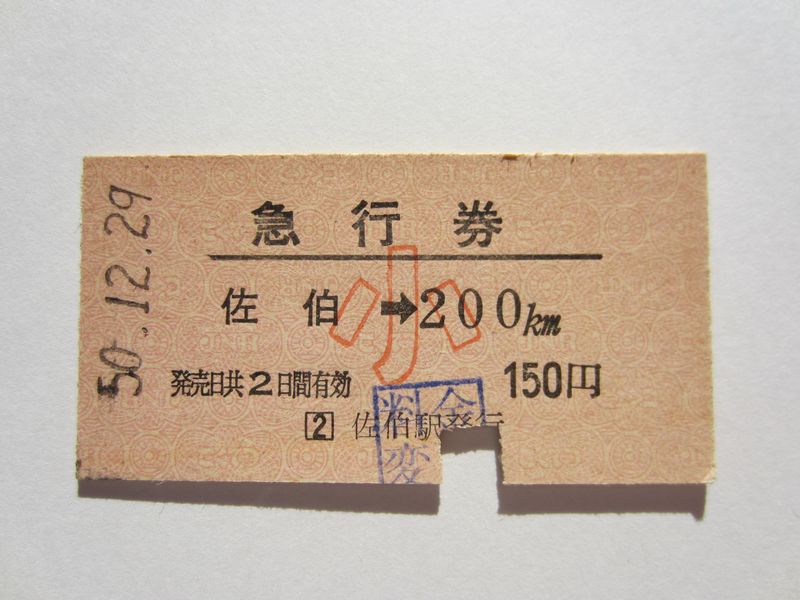 50.12.29
急行券
小
佐伯➡200km
発売日共2日間有効 150円
2 佐伯駅発行
料金
変